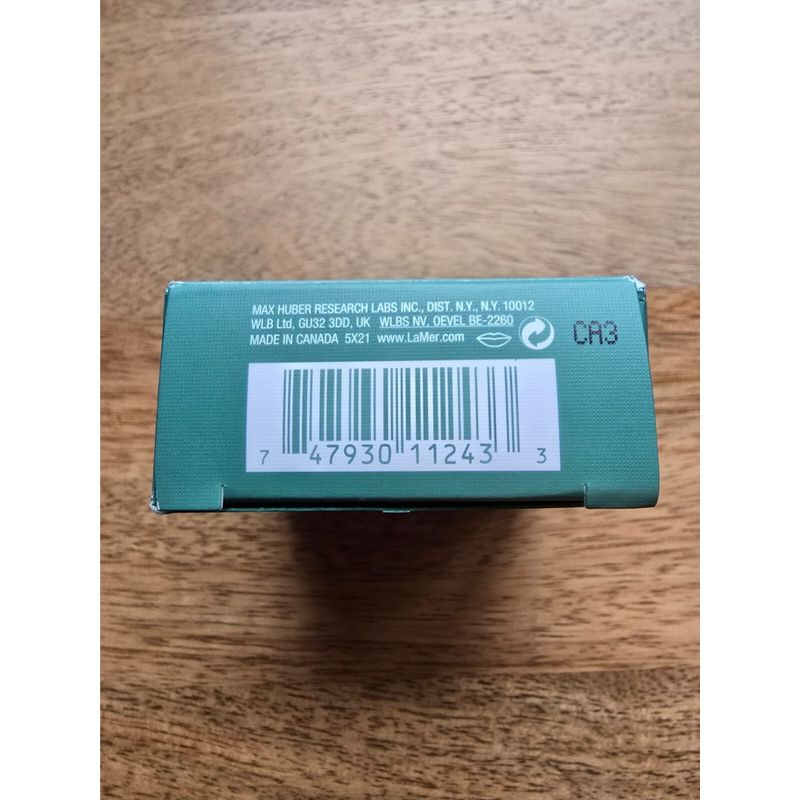 MAX HUBER RESEARCH LABS INC., DIST. N.Y., N.Y. 10012
WLB Ltd, GU32 3DD, UK WLBS NV. OEVEL BE-2260
MADE IN CANADA 5X21 www.LaMer.com
CA3
7 47930 11243 3